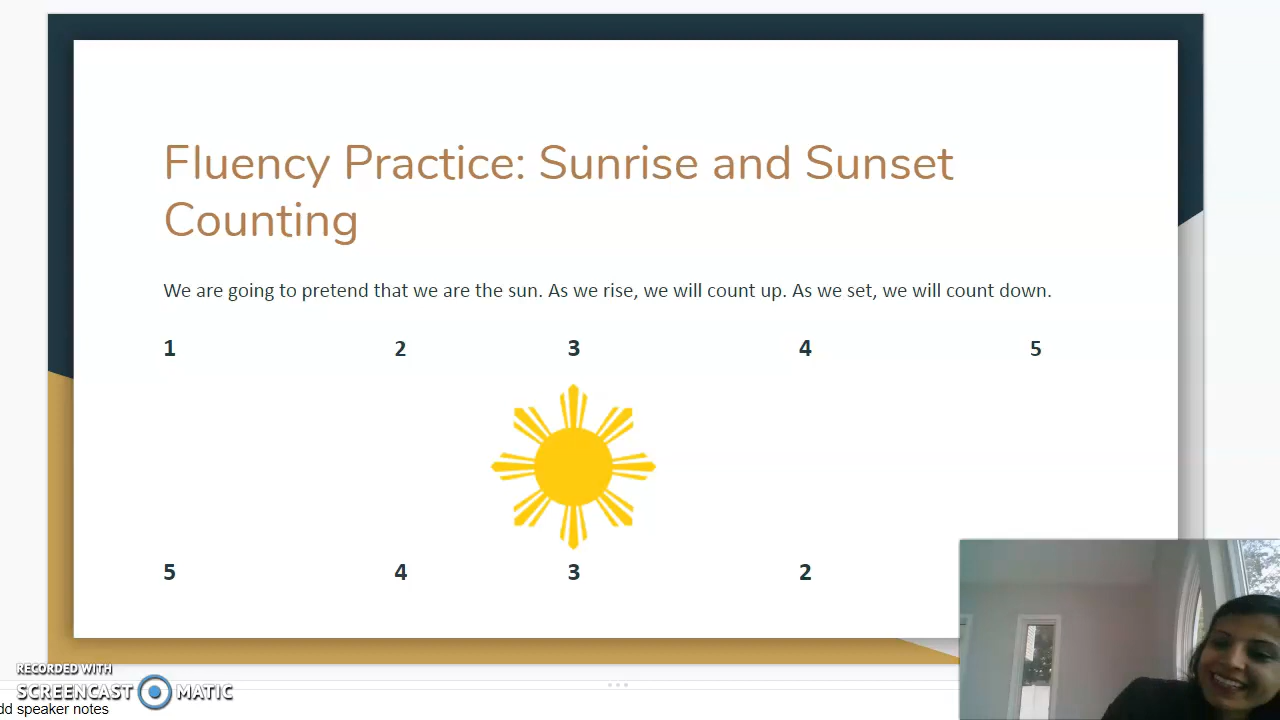 Fluency Practice: Sunrise and Sunset
Counting
We are going to pretend that we are the sun. As we rise, we will count up. As we set, we will count down.
1 2 3 4 5
5 4 3 2
RECORDED WITH
SCREENCAST MATIC
dd speaker notes